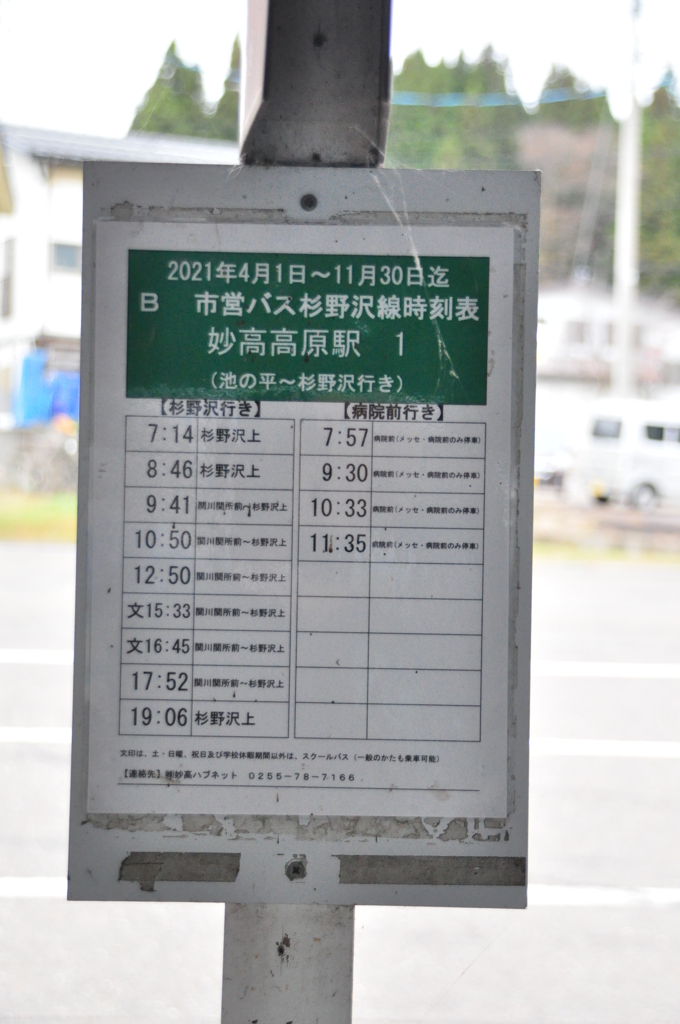 2021年4月1日～11月30日迄
B 市営バス杉野沢線時刻表
妙高高原駅 1
（池の平～杉野沢行き）
【杉野沢行き】
7:14 杉野沢上
8:46 杉野沢上
9:41 関川関所前～杉野沢上
10:50 関川関所前～杉野沢上
12:50 関川関所前～杉野沢上
文15:33 関川関所前～杉野沢上
文16:45 関川関所前～杉野沢上
17:52 関川関所前～杉野沢上
19:06 杉野沢上
【病院前行き】
7:57 病院前（メッセ・病院前のみ停車）
9:30 病院前（メッセ・病院前のみ停車）
10:33 病院前（メッセ・病院前のみ停車）
11:35 病院前（メッセ・病院前のみ停車）
文印は、土・日曜、祝日及び学校休暇期間以外は、スクールバス（一般のかたも乗車可能）
【連絡先】㈱妙高ハブネット 0255-78-7166